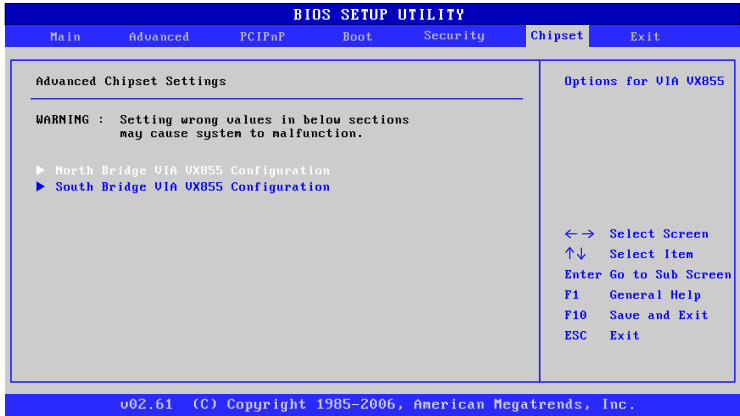 BIOS SETUP UTILITY
Main Advanced PCIPnP Boot Security Chipset Exit
Advanced Chipset Settings
WARNING : Setting wrong values in below sections
may cause system to malfunction.
▶ North Bridge VIA VX855 Configuration
▶ South Bridge VIA VX855 Configuration
Options for VIA VX855
←→ Select Screen
↑↓ Select Item
Enter Go to Sub Screen
F1 General Help
F10 Save and Exit
ESC Exit
v02.61 (C) Copyright 1985-2006, American Megatrends, Inc.